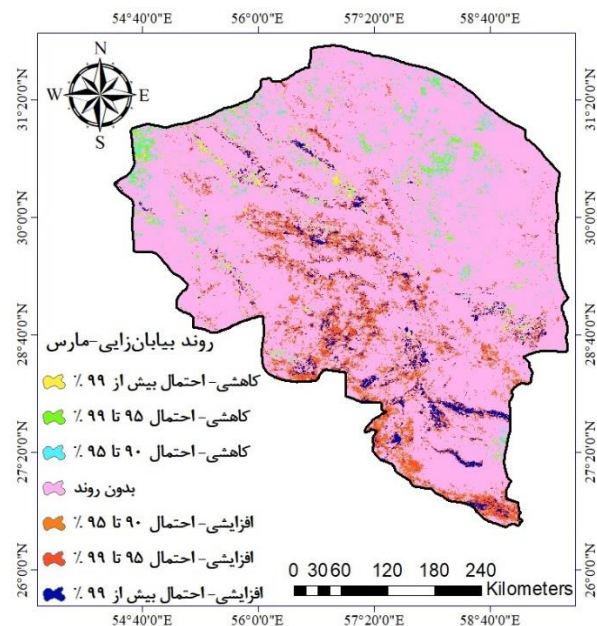 54°40'0"E 56°0'0"E 57°20'0"E 58°40'0"E
N
W E
S
31°20'0"N
30°0'0"N
28°40'0"N
27°20'0"N
26°0'0"N
31°20'0"N
30°0'0"N
28°40'0"N
27°20'0"N
26°0'0"N
روند بیابان‌زایی-مارس
کاهشی- احتمال بیش از ۹۹ ٪
کاهشی- احتمال ۹۵ تا ۹۹ ٪
کاهشی- احتمال ۹۰ تا ۹۵ ٪
بدون روند
افزایشی- احتمال ۹۰ تا ۹۵ ٪
افزایشی- احتمال ۹۵ تا ۹۹ ٪
افزایشی- احتمال بیش از ۹۹ ٪
0 30 60 120 180 240
Kilometers
54°40'0"E 56°0'0"E 57°20'0"E 58°40'0"E